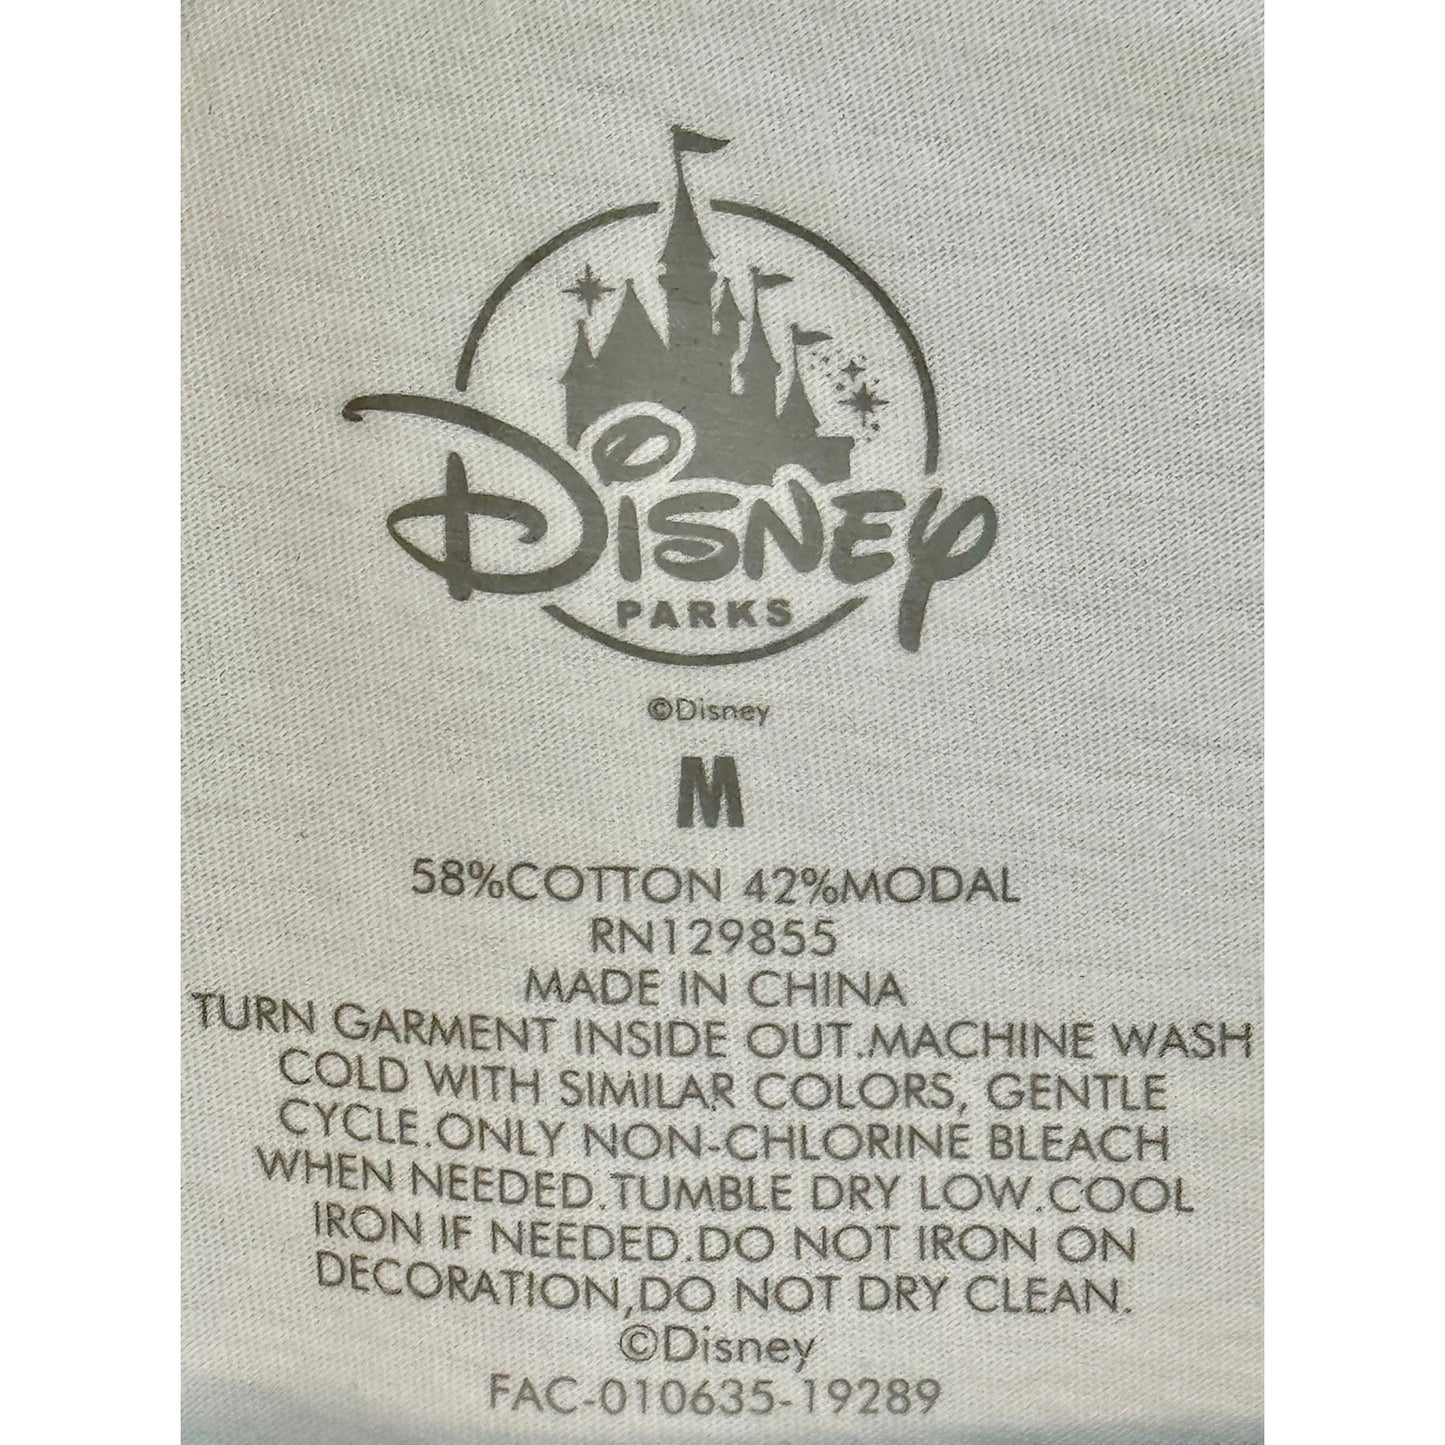 Disney
PARKS
©Disney
M
58%COTTON 42%MODAL
RN129855
MADE IN CHINA
TURN GARMENT INSIDE OUT.MACHINE WASH
COLD WITH SIMILAR COLORS, GENTLE
CYCLE.ONLY NON-CHLORINE BLEACH
WHEN NEEDED.TUMBLE DRY LOW.COOL
IRON IF NEEDED.DO NOT IRON ON
DECORATION,DO NOT DRY CLEAN.
©Disney
FAC-010635-19289